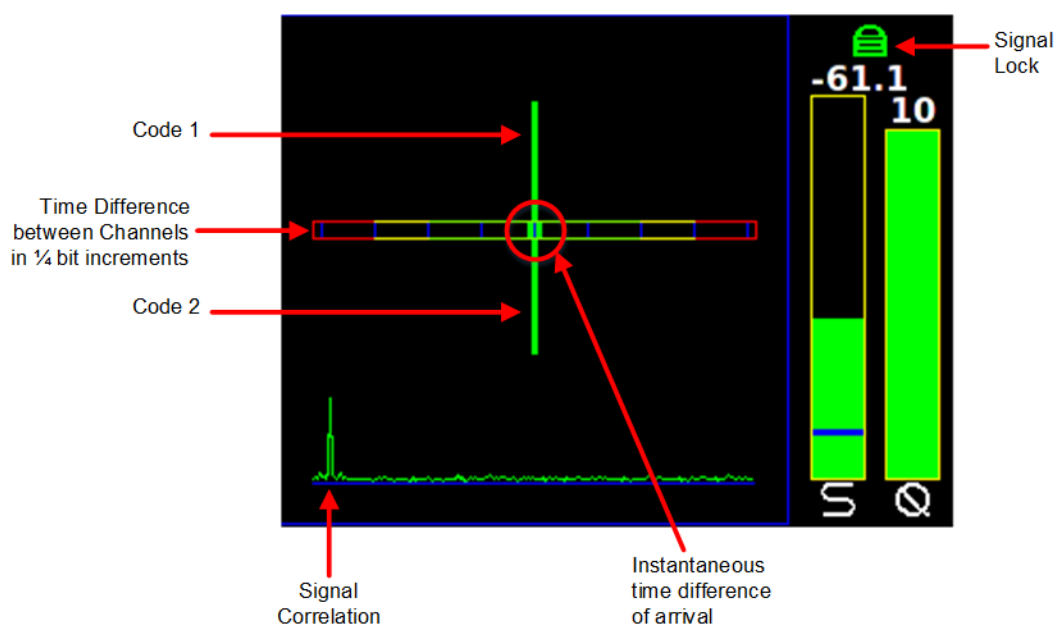 Signal
Lock
-61.1
10
Code 1
Time Difference
between Channels
in ¼ bit increments
Code 2
S
Q
Instantaneous
time difference
of arrival
Signal
Correlation